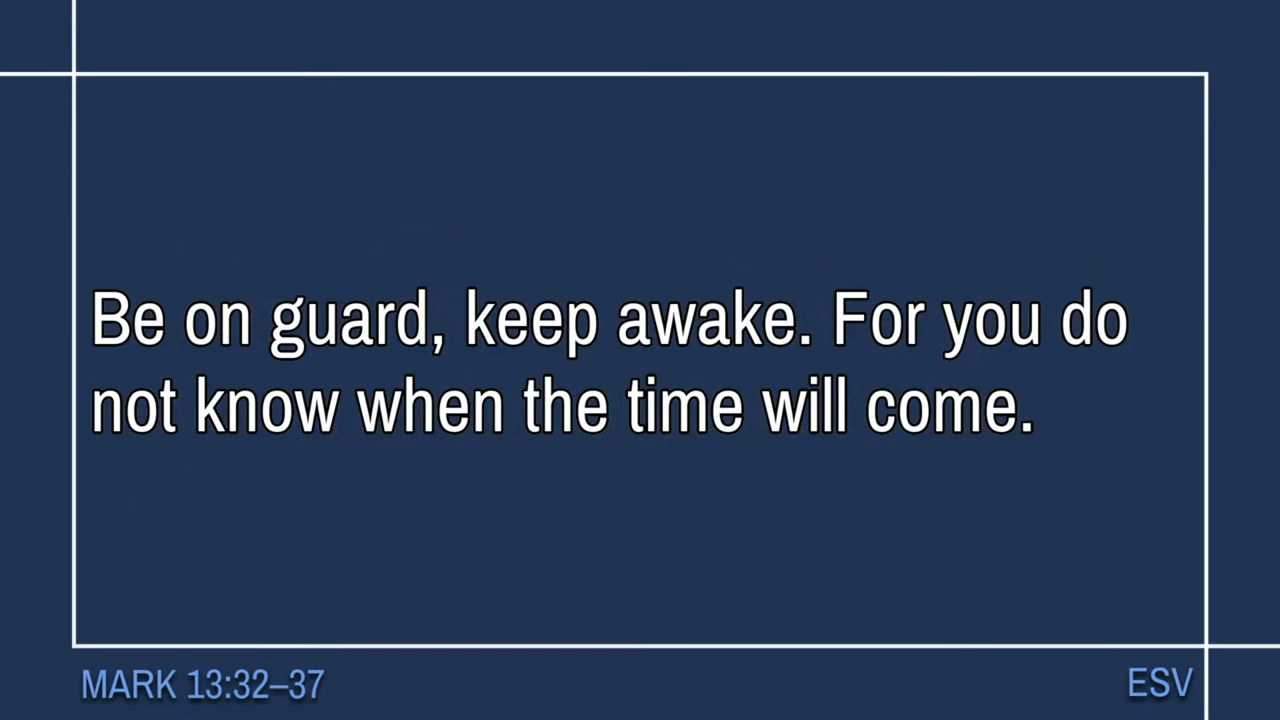 Be on guard, keep awake. For you do
not know when the time will come.
MARK 13:32–37
ESV